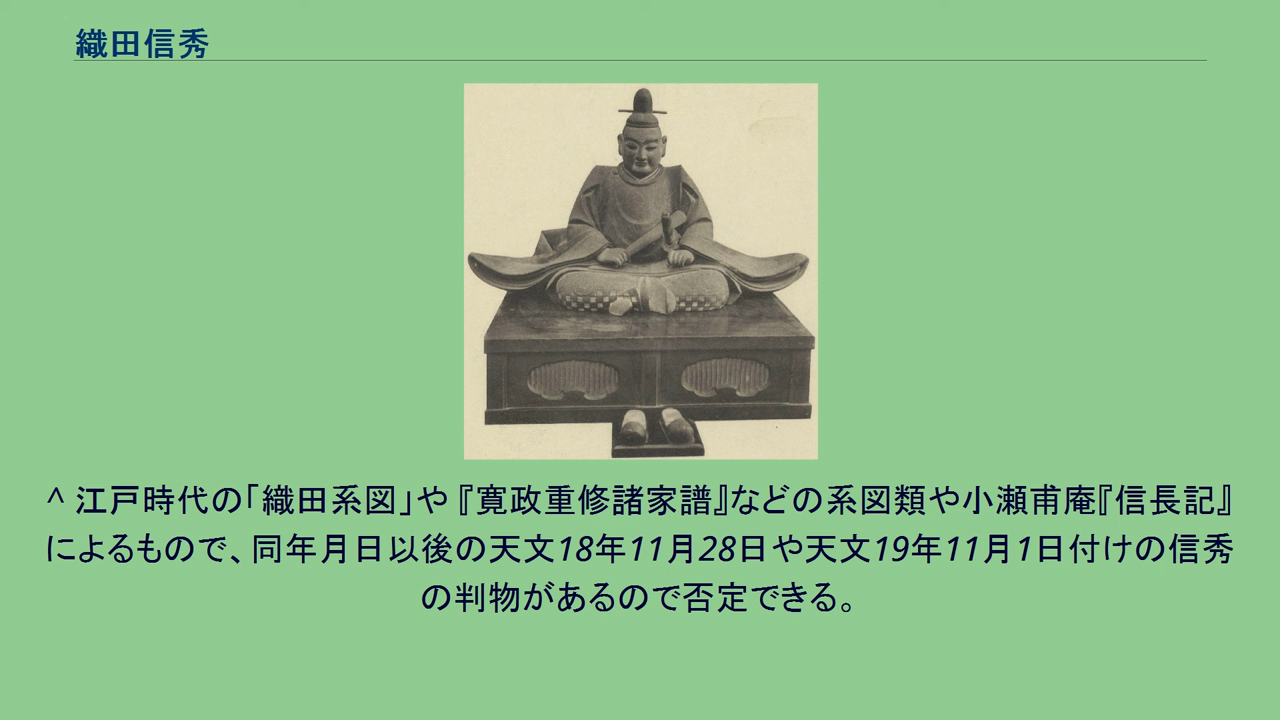 織田信秀
^ 江戸時代の「織田系図」や『寛政重修諸家譜』などの系図類や小瀬甫庵『信長記』
によるもので、同年月日以後の天文18年11月28日や天文19年11月1日付けの信秀
の判物があるので否定できる。